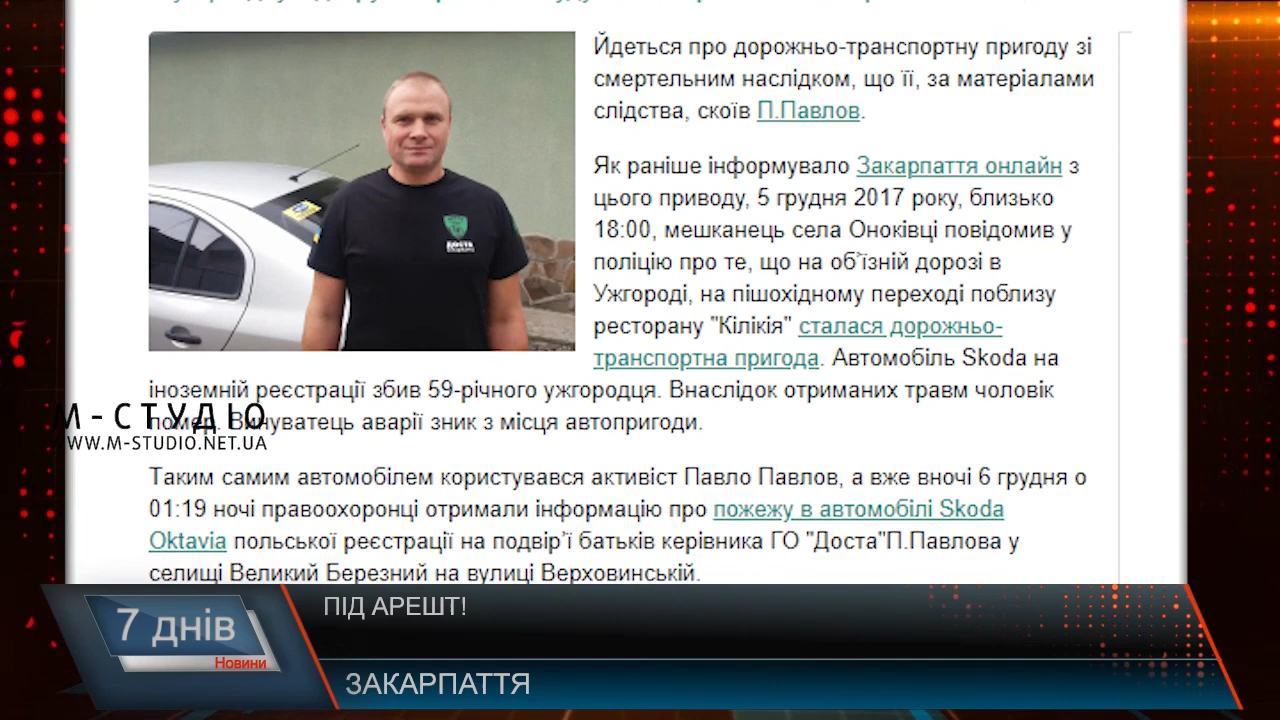 Йдеться про дорожньо-транспортну пригоду зі
смертельним наслідком, що її, за матеріалами
слідства, скоїв П.Павлов.
Як раніше інформувало Закарпаття онлайн з
цього приводу, 5 грудня 2017 року, близько
18:00, мешканець села Оноківці повідомив у
поліцію про те, що на об’їзній дорозі в
Ужгороді, на пішохідному переході поблизу
ресторану "Кілікія" сталася дорожньо-
транспортна пригода. Автомобіль Skoda на
іноземній реєстрації збив 59-річного ужгородця. Внаслідок отриманих травм чоловік
помер. Винуватець аварії зник з місця автопригоди.
М-СТУДІО
WWW.M-STUDIO.NET.UA
Таким самим автомобілем користувався активіст Павло Павлов, а вже вночі 6 грудня о
01:19 ночі правоохоронці отримали інформацію про пожежу в автомобілі Skoda
Oktavia польської реєстрації на подвір’ї батьків керівника ГО "Доста"П.Павлова у
селищі Великий Березний на вулиці Верховинській.
ДОСТА
7 днів
Новини
ПІД АРЕШТ!
ЗАКАРПАТТЯ